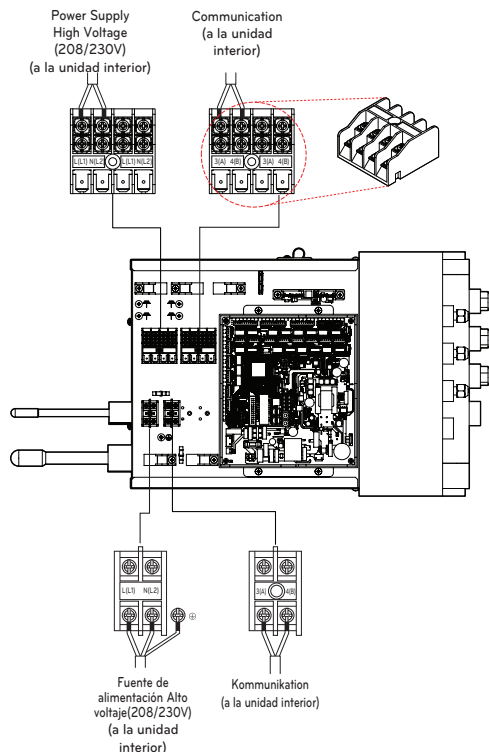 Power Supply
High Voltage
(208/230V)
(a la unidad interior)
Communication
(a la unidad
interior)
L(L1) N(L2) L(L1) N(L2)
3(A) 4(B) 3(A) 4(B)
L(L1) N(L2)
3(A) 4(B)
Fuente de
alimentación Alto
voltaje(208/230V)
(a la unidad
interior)
Kommunikation
(a la unidad interior)